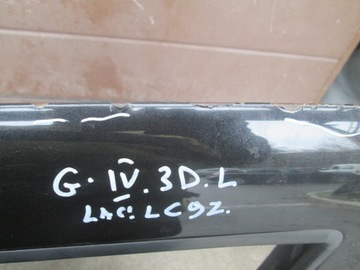 G. IV. 3D. L
LAC: LC9Z.